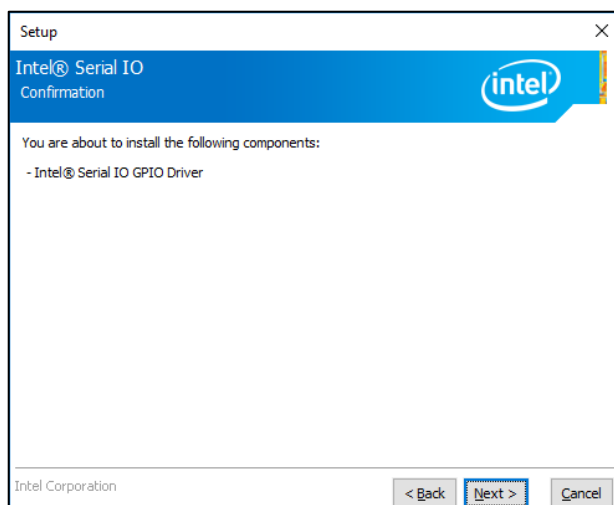 Setup
Intel® Serial IO
Confirmation
intel
You are about to install the following components:
- Intel® Serial IO GPIO Driver
Intel Corporation
< Back Next > Cancel